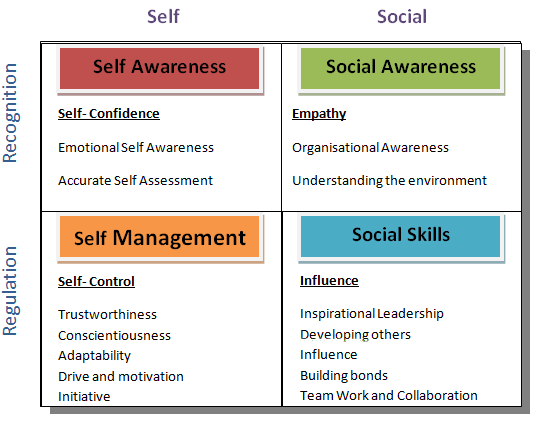 Self
Social
Recognition
Self Awareness
Self- Confidence
Emotional Self Awareness
Accurate Self Assessment
Social Awareness
Empathy
Organisational Awareness
Understanding the environment
Regulation
Self Management
Self- Control
Trustworthiness
Conscientiousness
Adaptability
Drive and motivation
Initiative
Social Skills
Influence
Inspirational Leadership
Developing others
Influence
Building bonds
Team Work and Collaboration